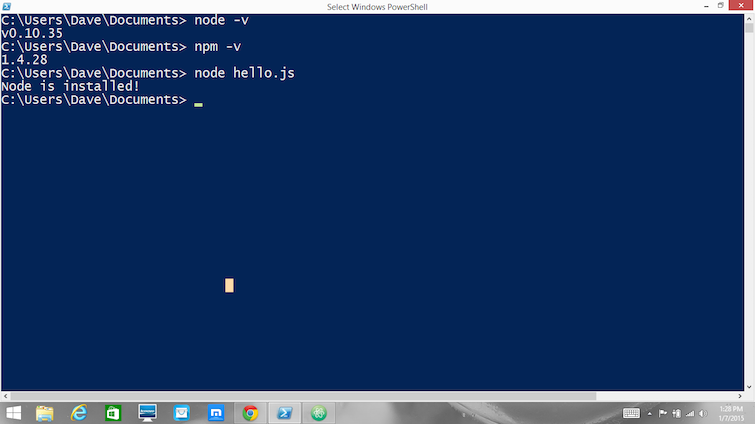 Select Windows PowerShell
C:\Users\Dave\Documents> node -v
v0.10.35
C:\Users\Dave\Documents> npm -v
1.4.28
C:\Users\Dave\Documents> node hello.js
Node is installed!
C:\Users\Dave\Documents>
1:28 PM
1/7/2015